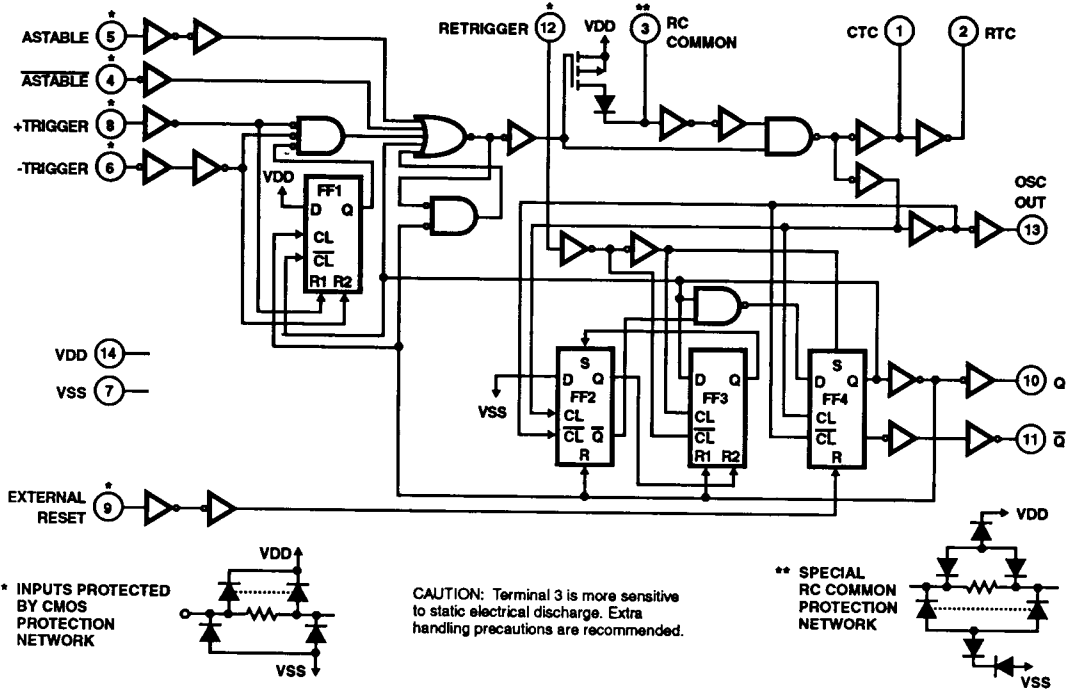 *
ASTABLE 5
*
ASTABLE 4
*
+TRIGGER 8
*
-TRIGGER 6
*
RETRIGGER 12
VDD
**
3 RC
COMMON
CTC 1
2 RTC
OSC
OUT
13
VDD
FF1
D Q
CL
CL
R1 R2
VDD 14
VSS 7
VSS
S
D Q
FF2
CL
CL Q
R
D Q
FF3
CL
CL
R1 R2
S
D Q
FF4
CL
CL
R
10 Q
11 Q
*
EXTERNAL
RESET 9
* INPUTS PROTECTED
BY CMOS
PROTECTION
NETWORK
VDD
VSS
CAUTION: Terminal 3 is more sensitive
to static electrical discharge. Extra
handling precautions are recommended.
** SPECIAL
RC COMMON
PROTECTION
NETWORK
VDD
VSS